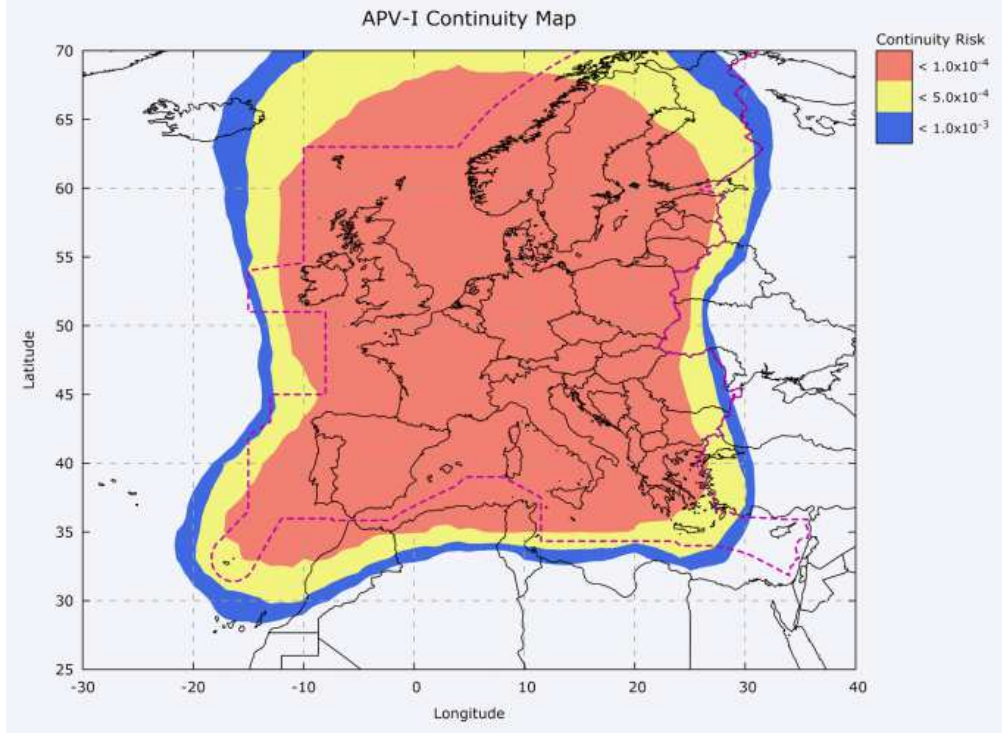 APV-I Continuity Map
Continuity Risk
< 1.0x10⁻⁴
< 5.0x10⁻⁴
< 1.0x10⁻³
70
65
60
55
50
45
40
35
30
25
Latitude
-30 -20 -10 0 10 20 30 40
Longitude